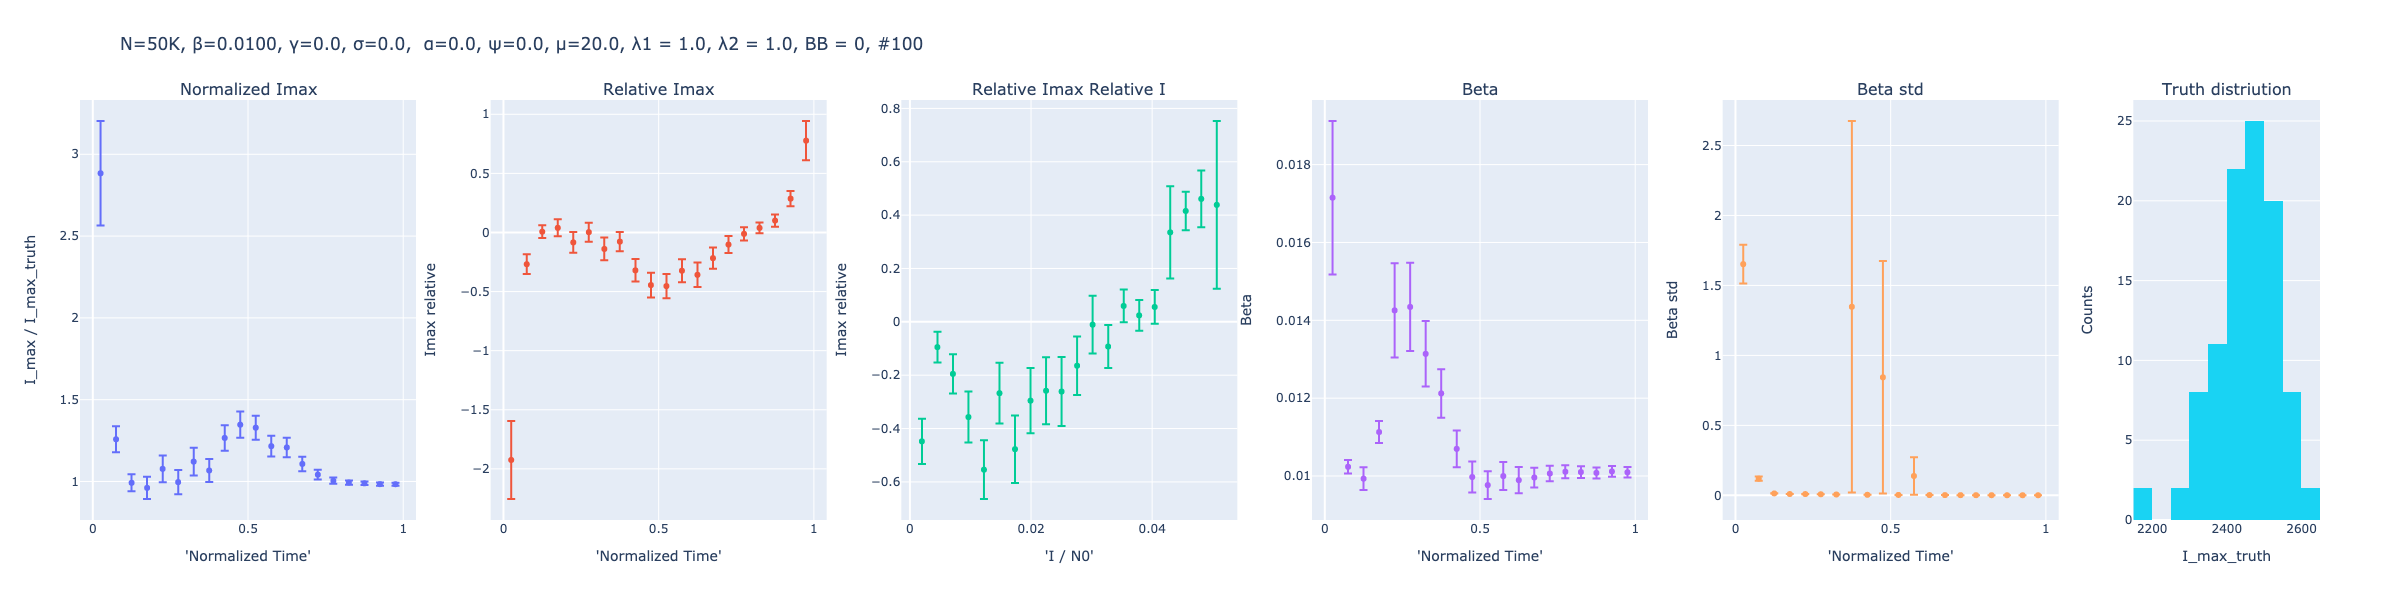 N=50K, β=0.0100, γ=0.0, σ=0.0,  α=0.0, ψ=0.0, μ=20.0, λ1 = 1.0, λ2 = 1.0, BB = 0, #100
Normalized Imax
I_max / I_max_truth
3
2.5
2
1.5
1
0 0.5 1
'Normalized Time'
Relative Imax
Imax relative
1
0.5
0
−0.5
−1
−1.5
−2
0 0.5 1
'Normalized Time'
Relative Imax Relative I
Imax relative
0.8
0.6
0.4
0.2
0
−0.2
−0.4
−0.6
0 0.02 0.04
'I / N0'
Beta
Beta
0.018
0.016
0.014
0.012
0.01
0 0.5 1
'Normalized Time'
Beta std
Beta std
2.5
2
1.5
1
0.5
0
0 0.5 1
'Normalized Time'
Truth distriution
Counts
25
20
15
10
5
0
2200 2400 2600
I_max_truth